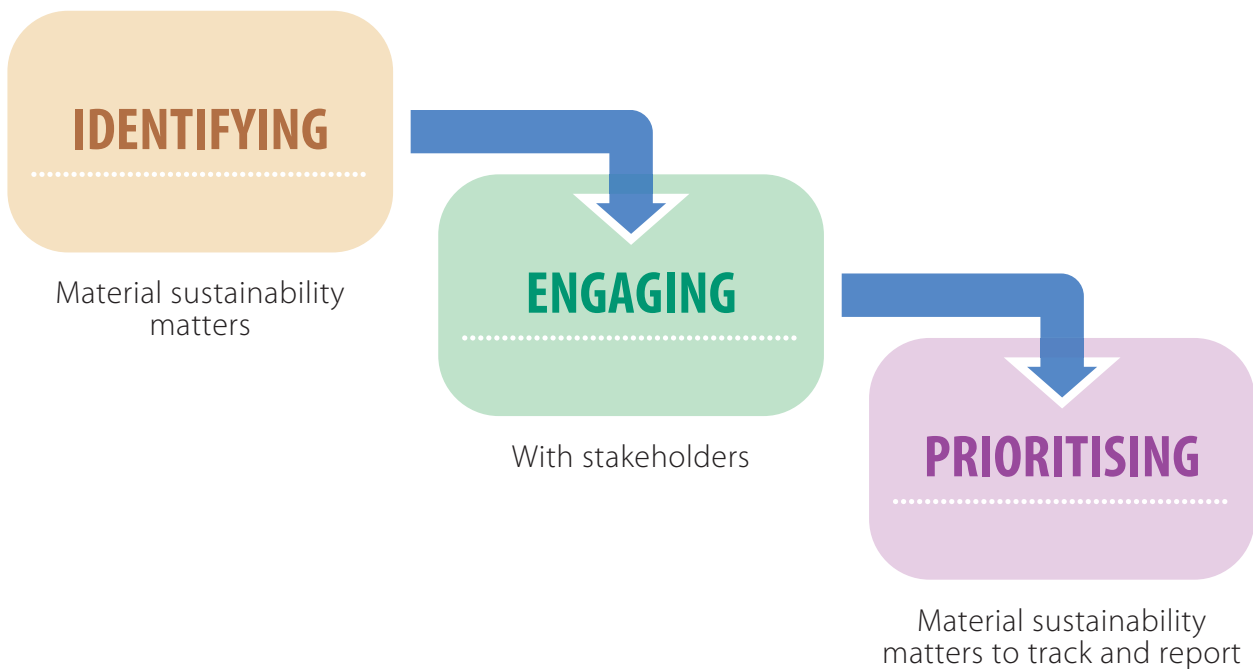 IDENTIFYING
Material sustainability
matters
ENGAGING
With stakeholders
PRIORITISING
Material sustainability
matters to track and report